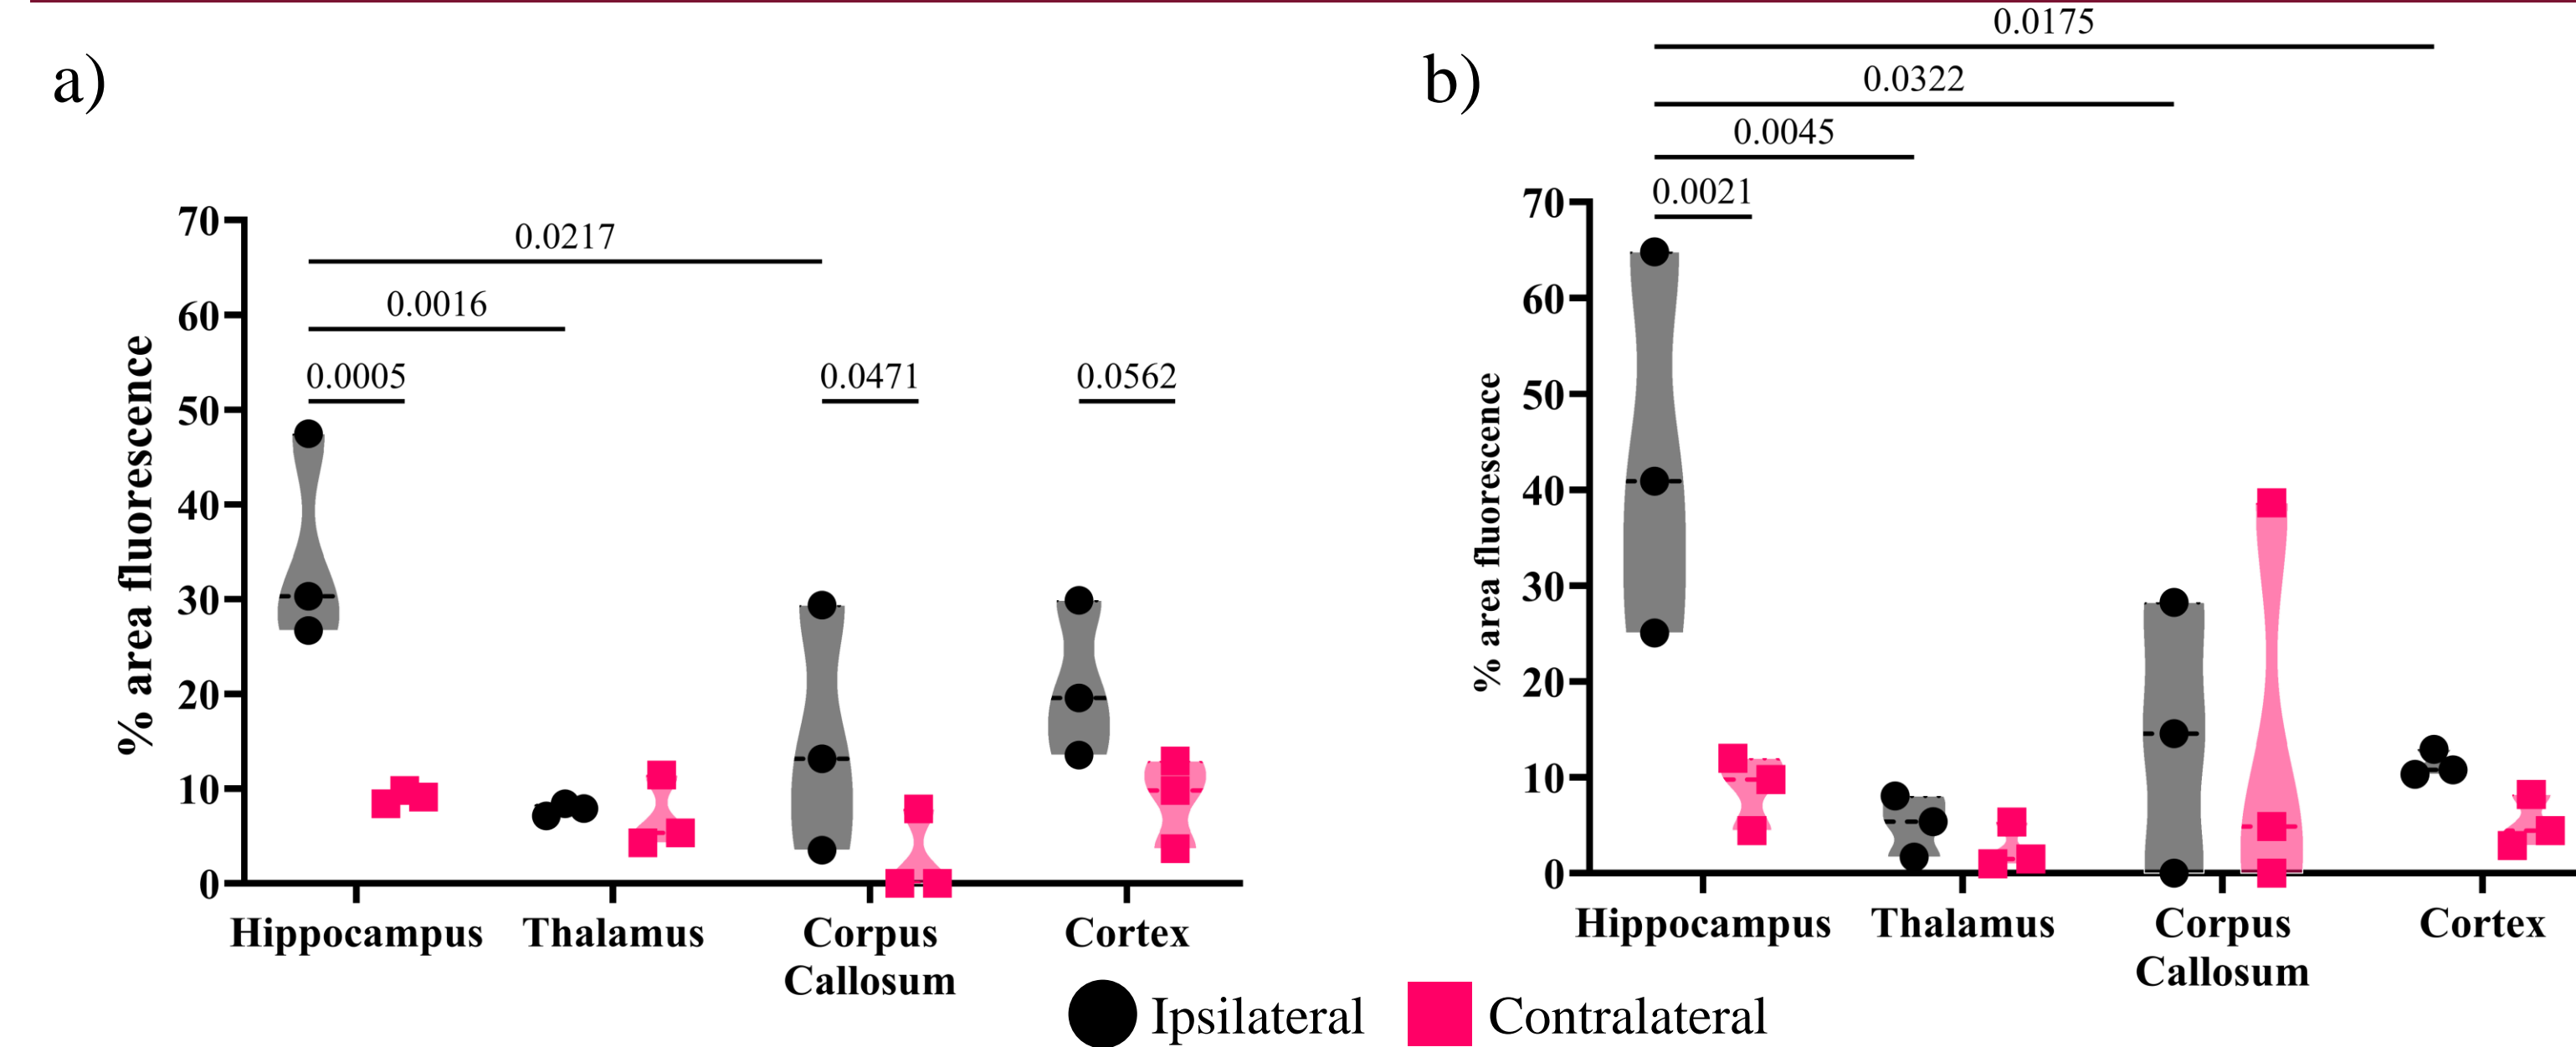 a)
0.0217
0.0016
0.0005
0.0471
0.0562
% area fluorescence
70
60
50
40
30
20
10
0
Hippocampus
Thalamus
Corpus
Callosum
Cortex
b)
0.0175
0.0322
0.0045
0.0021
% area fluorescence
70
60
50
40
30
20
10
0
Hippocampus
Thalamus
Corpus
Callosum
Cortex
Ipsilateral
Contralateral